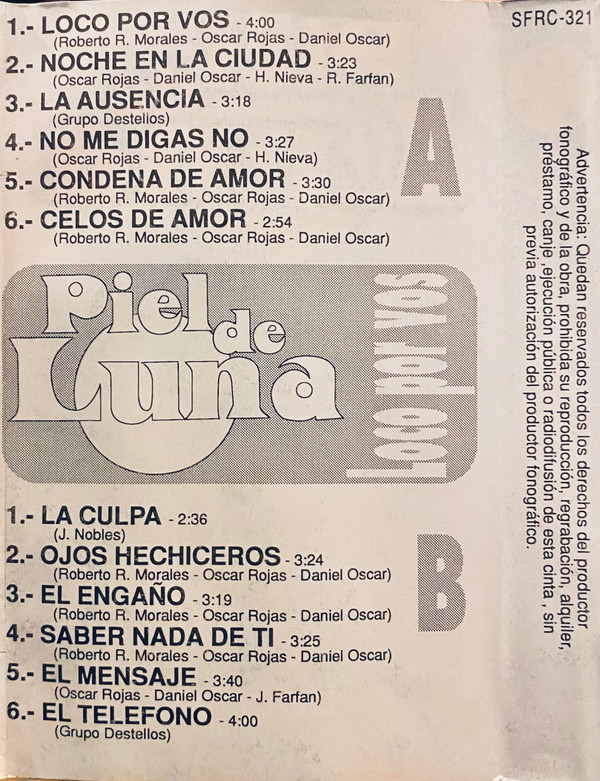 1.- LOCO POR VOS - 4:00
(Roberto R. Morales - Oscar Rojas - Daniel Oscar)
2.- NOCHE EN LA CIUDAD - 3:23
(Oscar Rojas - Daniel Oscar - H. Nieva - R. Farfan)
3.- LA AUSENCIA - 3:18
(Grupo Destellos)
4.- NO ME DIGAS NO - 3:27
(Oscar Rojas - Daniel Oscar - H. Nieva)
5.- CONDENA DE AMOR - 3:30
(Roberto R. Morales - Oscar Rojas - Daniel Oscar)
6.- CELOS DE AMOR - 2:54
(Roberto R. Morales - Oscar Rojas - Daniel Oscar)
A
Piel de
Luna
Loco por vos
1.- LA CULPA - 2:36
(J. Nobles)
2.- OJOS HECHICEROS - 3:24
(Roberto R. Morales - Oscar Rojas - Daniel Oscar)
3.- EL ENGAÑO - 3:19
(Roberto R. Morales - Oscar Rojas - Daniel Oscar)
4.- SABER NADA DE TI - 3:25
(Roberto R. Morales - Oscar Rojas - Daniel Oscar)
5.- EL MENSAJE - 3:40
(Oscar Rojas - Daniel Oscar - J. Farfan)
6.- EL TELEFONO - 4:00
(Grupo Destellos)
B
SFRC-321
Advertencia: Quedan reservados todos los derechos del productor
fonográfico y de la obra, prohibida su reproducción, regrabación, alquiler,
préstamo, canje ,ejecución pública o radiodifusión de esta cinta , sin
previa autorización del productor fonográfico.